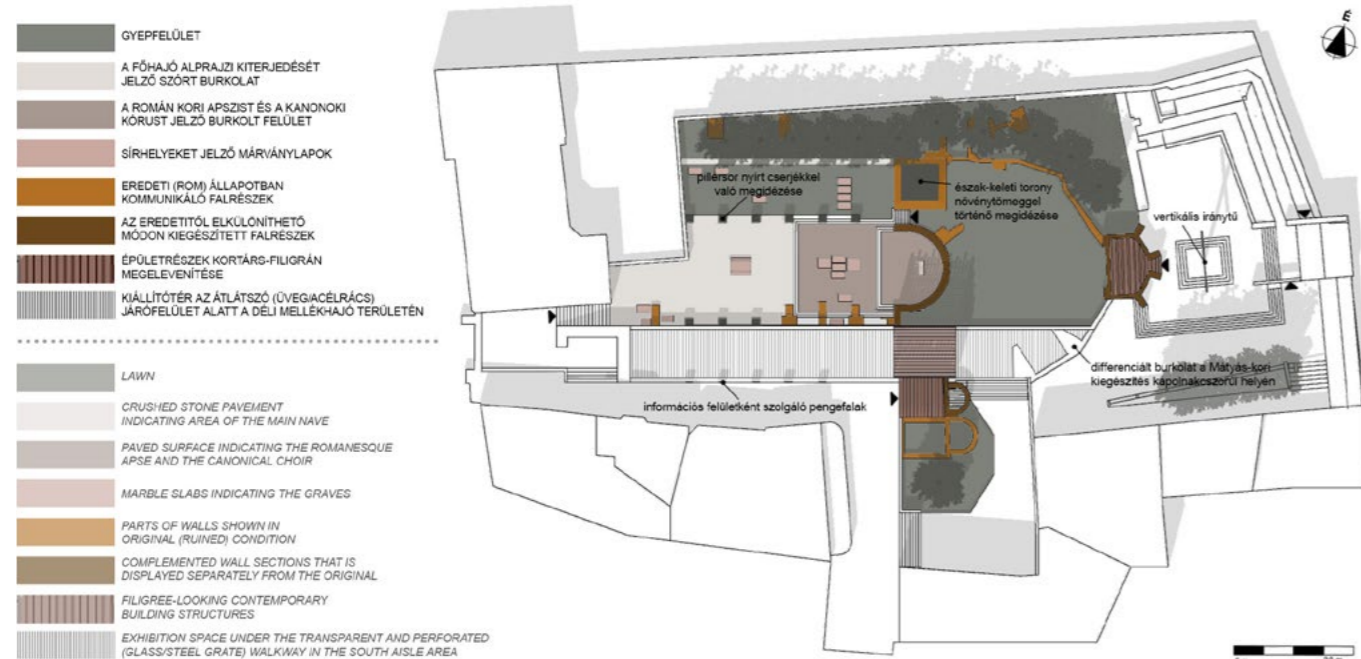 GYEPFELÜLET
A FŐHAJÓ ALPRAJZI KITERJEDÉSÉT
JELZŐ SZÓRT BURKOLAT
A ROMÁN KORI APSZIST ÉS A KANONOKI
KÓRUST JELZŐ BURKOLT FELÜLET
SÍRHELYEKET JELZŐ MÁRVÁNYLAPOK
EREDETI (ROM) ÁLLAPOTBAN
KOMMUNIKÁLÓ FALRÉSZEK
AZ EREDETITŐL ELKÜLÖNÍTHETŐ
MÓDON KIEGÉSZÍTETT FALRÉSZEK
ÉPÜLETRÉSZEK KORTÁRS-FILIGRÁN
MEGELEVENÍTÉSE
KIÁLLÍTÓTÉR AZ ÁTLÁTSZÓ (ÜVEG/ACÉLRÁCS)
JÁRÓFELÜLET ALATT A DÉLI MELLÉKHAJÓ TERÜLETÉN
LAWN
CRUSHED STONE PAVEMENT
INDICATING AREA OF THE MAIN NAVE
PAVED SURFACE INDICATING THE ROMANESQUE
APSE AND THE CANONICAL CHOIR
MARBLE SLABS INDICATING THE GRAVES
PARTS OF WALLS SHOWN IN
ORIGINAL (RUINED) CONDITION
COMPLEMENTED WALL SECTIONS THAT IS
DISPLAYED SEPARATELY FROM THE ORIGINAL
FILIGREE-LOOKING CONTEMPORARY
BUILDING STRUCTURES
EXHIBITION SPACE UNDER THE TRANSPARENT AND PERFORATED
(GLASS/STEEL GRATE) WALKWAY IN THE SOUTH AISLE AREA
É
pillérsor nyírt cserjékkel
való megidézése
észak-keleti torony
növénytömeggel
történő megidézése
vertikális iránytű
differenciált burkolat a Mátyás-kori
kiegészítés kápolnakoszorúl helyén
információs felületként szolgáló pengefalak